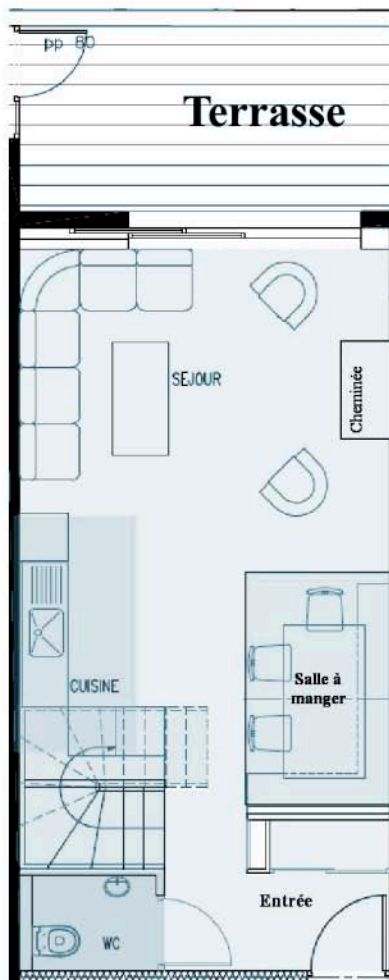 pp 80
Terrasse
SEJOUR
Cheminée
CUISINE
Salle à
manger
Entrée
WC